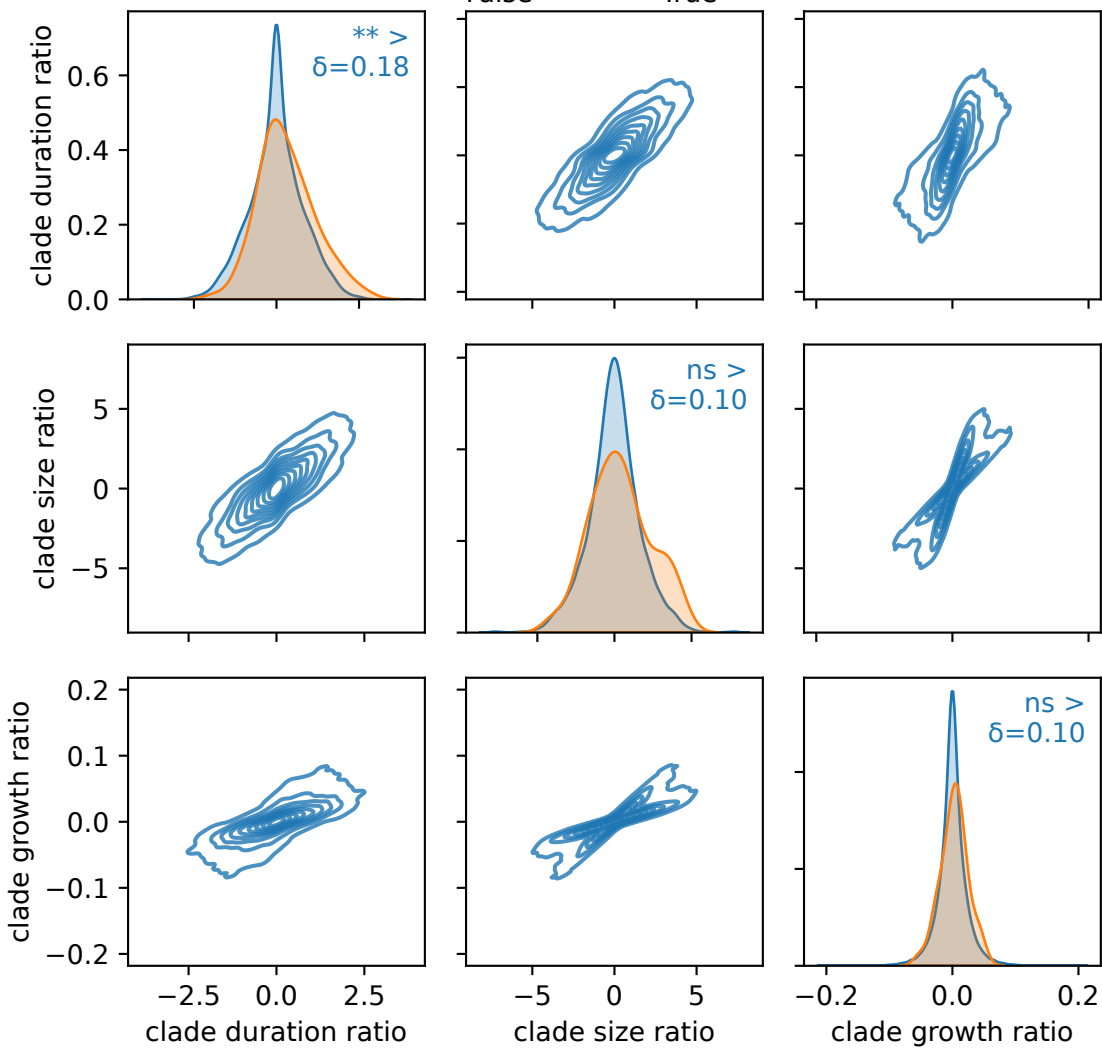 clade duration ratio
0.6
0.4
0.2
0.0
** >
δ=0.18
clade size ratio
5
0
−5
ns >
δ=0.10
clade growth ratio
0.2
0.1
0.0
−0.1
−0.2
ns >
δ=0.10
−2.5 0.0 2.5
−5 0 5
−0.2 0.0 0.2
clade duration ratio
clade size ratio
clade growth ratio